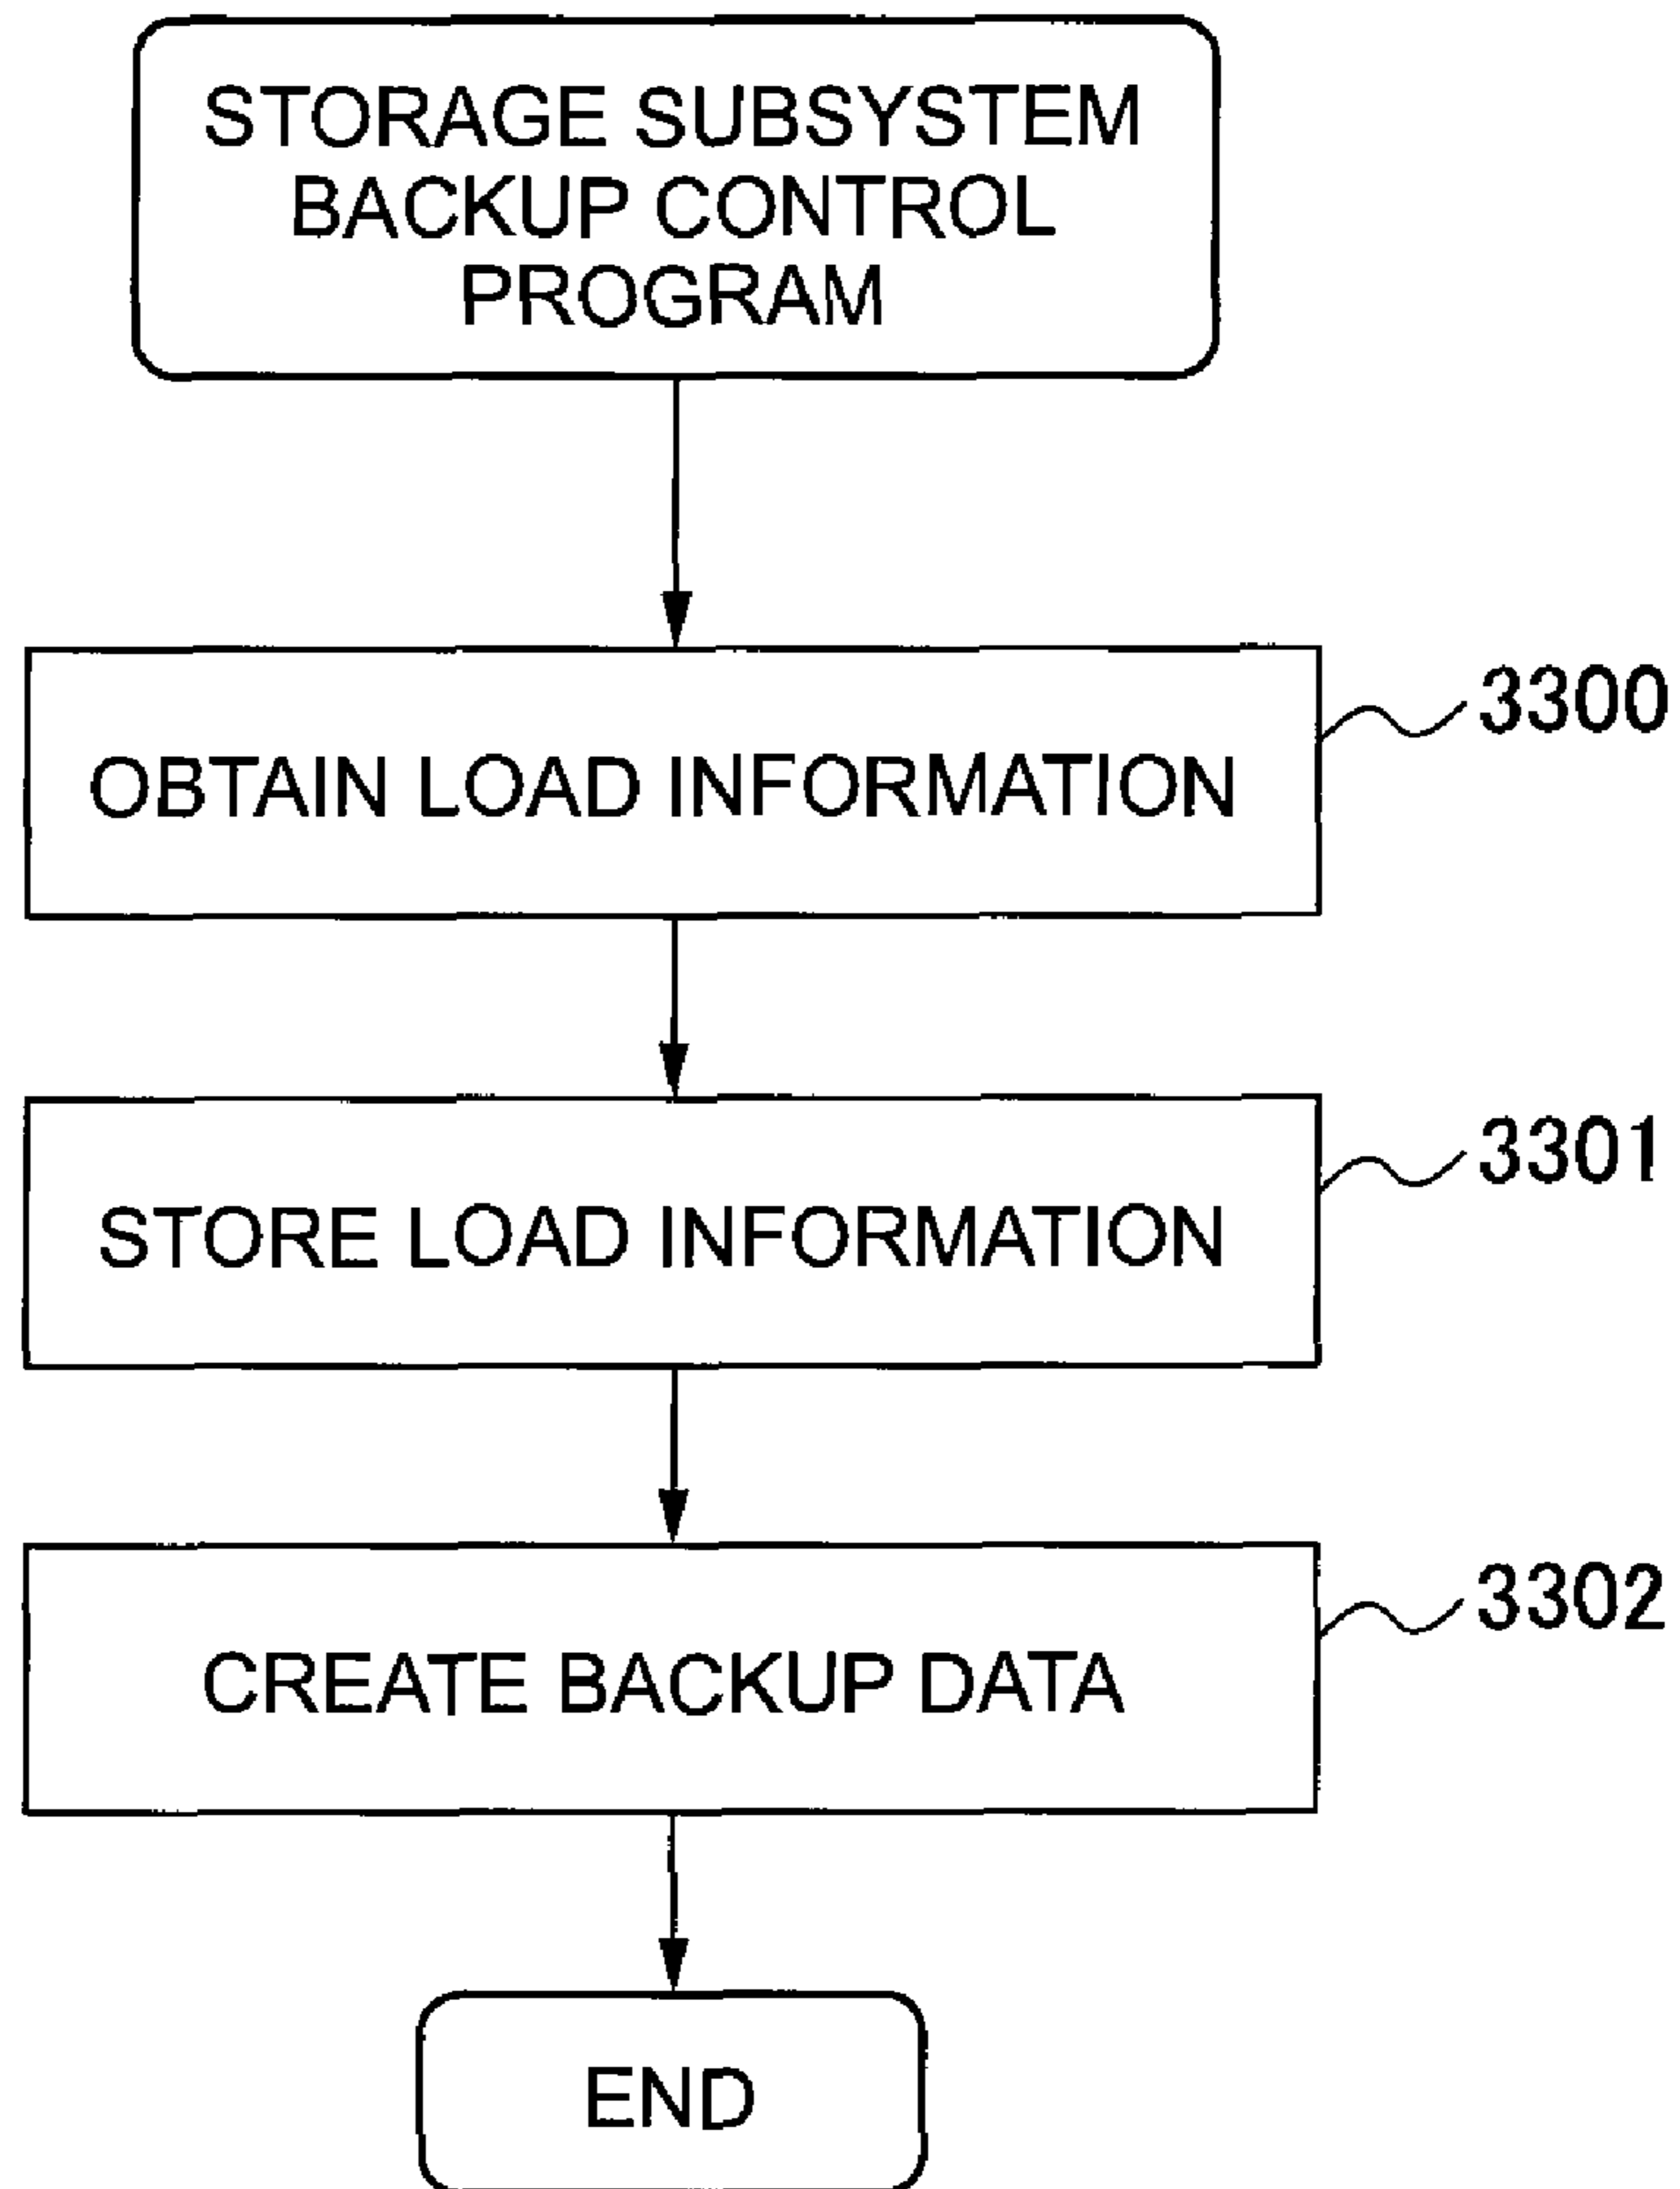 STORAGE SUBSYSTEM
BACKUP CONTROL
PROGRAM
OBTAIN LOAD INFORMATION
3300
STORE LOAD INFORMATION
3301
CREATE BACKUP DATA
3302
END